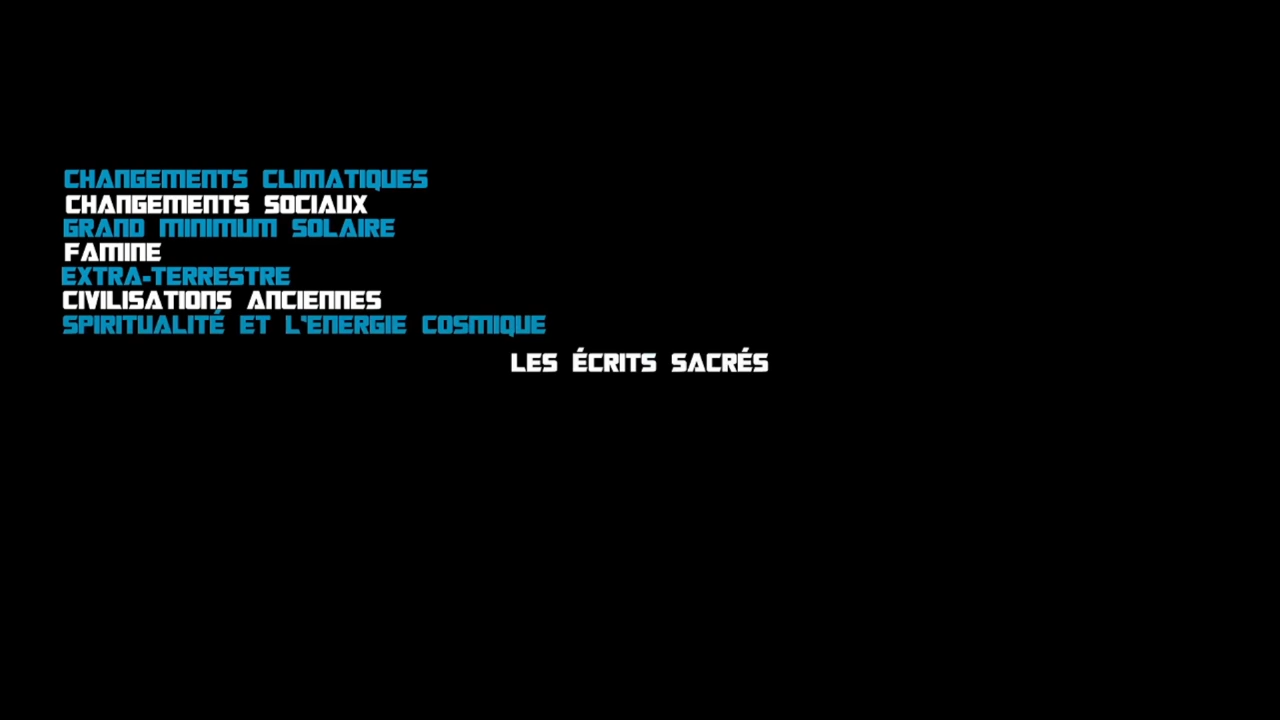 CHANGEMENTS CLIMATIQUES
CHANGEMENTS SOCIAUX
GRAND MINIMUM SOLAIRE
FAMINE
EXTRA-TERRESTRE
CIVILISATIONS ANCIENNES
SPIRITUALITÉ ET L'ENERGIE COSMIQUE
LES ÉCRITS SACRÉS